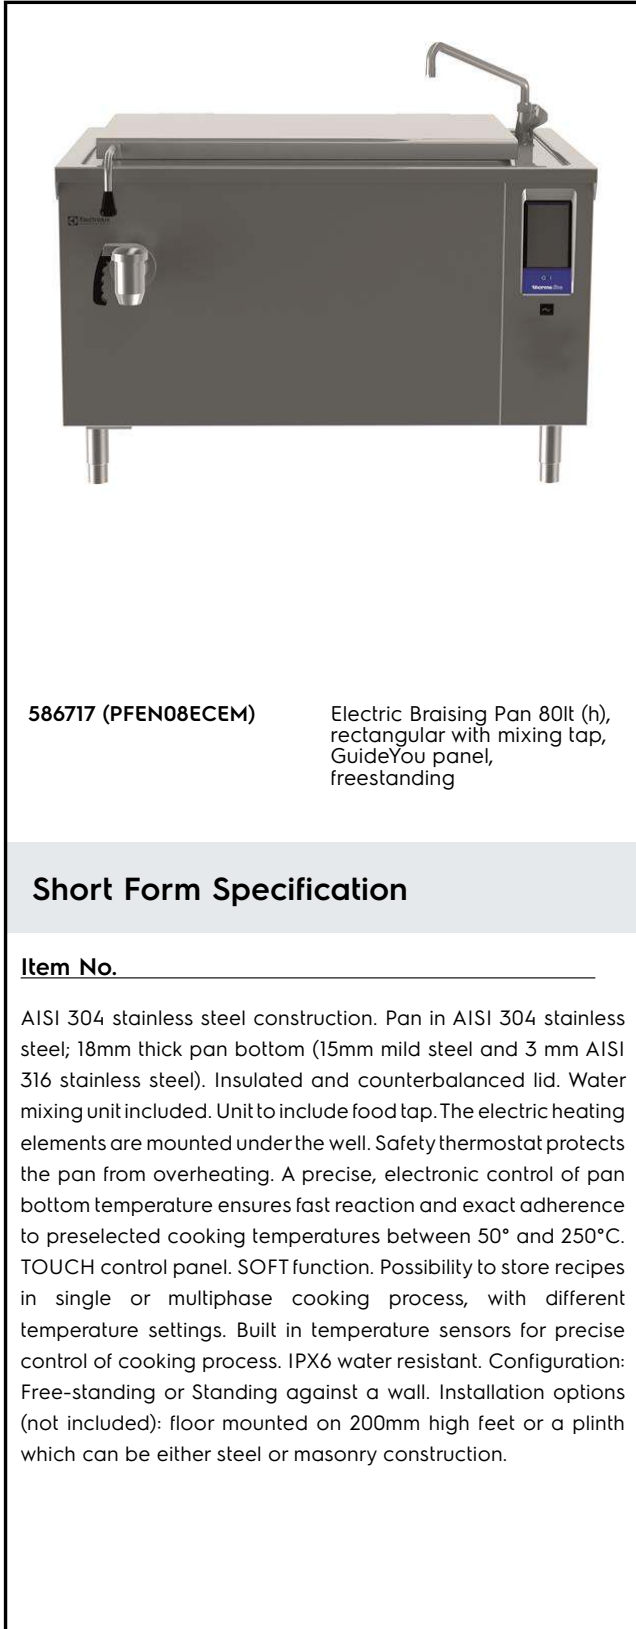 Electrolux
thermaline
586717 (PFEN08ECEM)
Electric Braising Pan 80lt (h),
rectangular with mixing tap,
GuideYou panel,
freestanding
Short Form Specification
Item No.
AISI 304 stainless steel construction. Pan in AISI 304 stainless
steel; 18mm thick pan bottom (15mm mild steel and 3 mm AISI
316 stainless steel). Insulated and counterbalanced lid. Water
mixing unit included. Unit to include food tap. The electric heating
elements are mounted under the well. Safety thermostat protects
the pan from overheating. A precise, electronic control of pan
bottom temperature ensures fast reaction and exact adherence
to preselected cooking temperatures between 50° and 250°C.
TOUCH control panel. SOFT function. Possibility to store recipes
in single or multiphase cooking process, with different
temperature settings. Built in temperature sensors for precise
control of cooking process. IPX6 water resistant. Configuration:
Free-standing or Standing against a wall. Installation options
(not included): floor mounted on 200mm high feet or a plinth
which can be either steel or masonry construction.